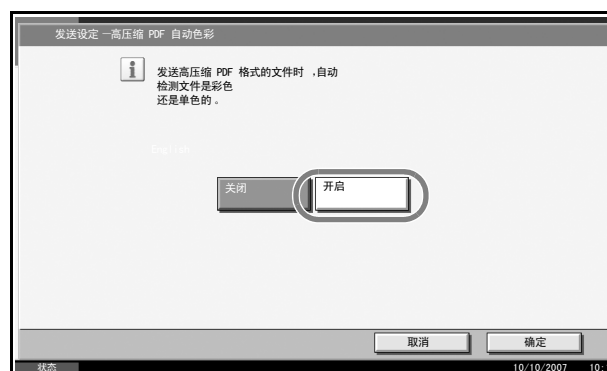 发送设定 —高压缩 PDF 自动色彩
发送高压缩 PDF 格式的文件时 ,自动
检测文件是彩色
还是单色的 。
English
关闭
开启
取消
确定
状态
10/10/2007 10: